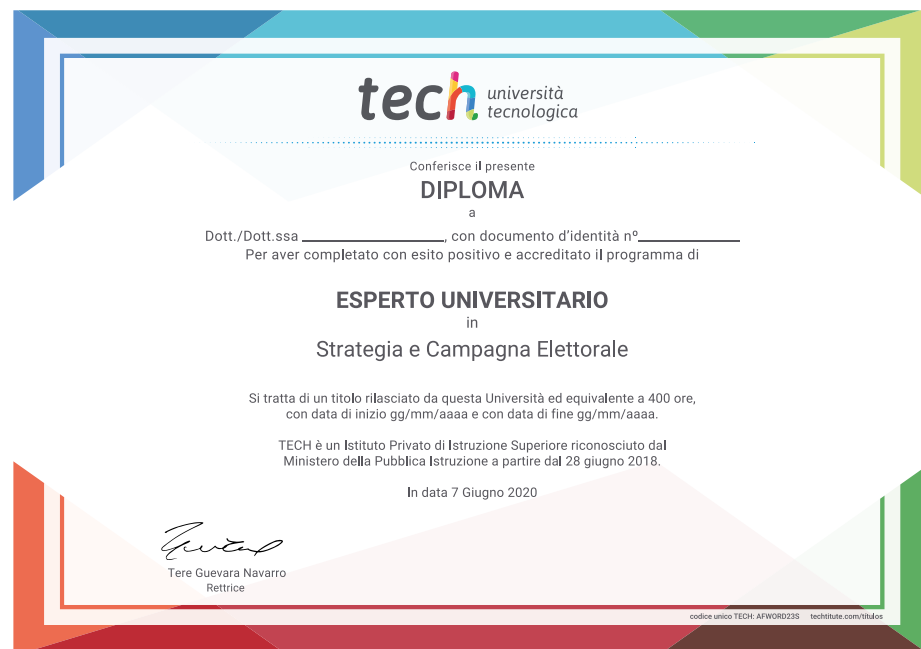 tech università
tecnologica
Conferisce il presente
DIPLOMA
a
Dott./Dott.ssa ____________________, con documento d'identità nº______________
Per aver completato con esito positivo e accreditato il programma di
ESPERTO UNIVERSITARIO
in
Strategia e Campagna Elettorale
Si tratta di un titolo rilasciato da questa Università ed equivalente a 400 ore,
con data di inizio gg/mm/aaaa e con data di fine gg/mm/aaaa.
TECH è un Istituto Privato di Istruzione Superiore riconosciuto dal
Ministero della Pubblica Istruzione a partire dal 28 giugno 2018.
In data 7 Giugno 2020
Tere Guevara Navarro
Rettrice
codice unico TECH: AFWORD23S techtitute.com/titulos